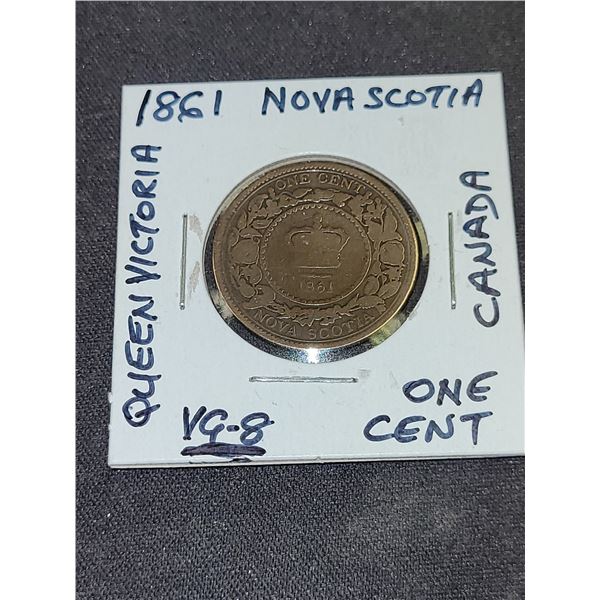 1861 NOVA SCOTIA
QUEEN VICTORIA
CANADA
ONE CENT
1861
NOVA SCOTIA
VG-8
ONE
CENT